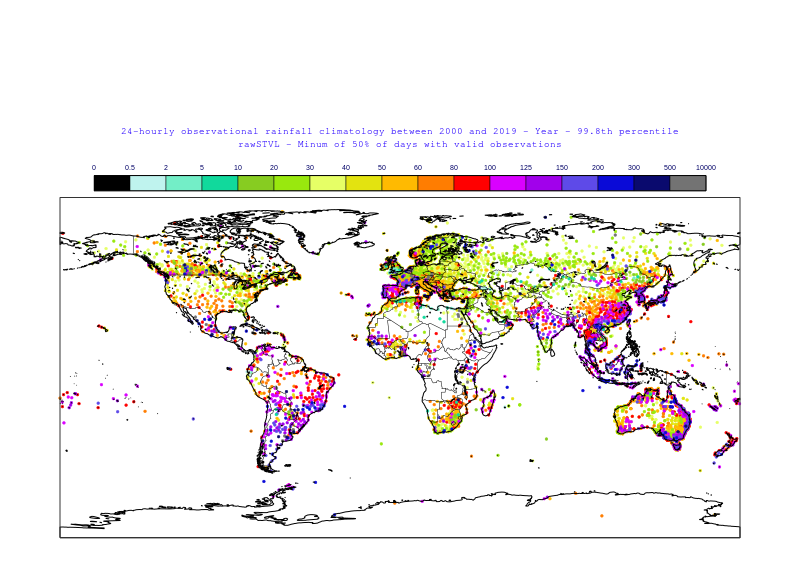 24-hourly observational rainfall climatology between 2000 and 2019 - Year - 99.8th percentile
rawSTVL - Minum of 50% of days with valid observations
0 0.5 2 5 10 20 30 40 60 80 100 125 150 200 300 500 10000